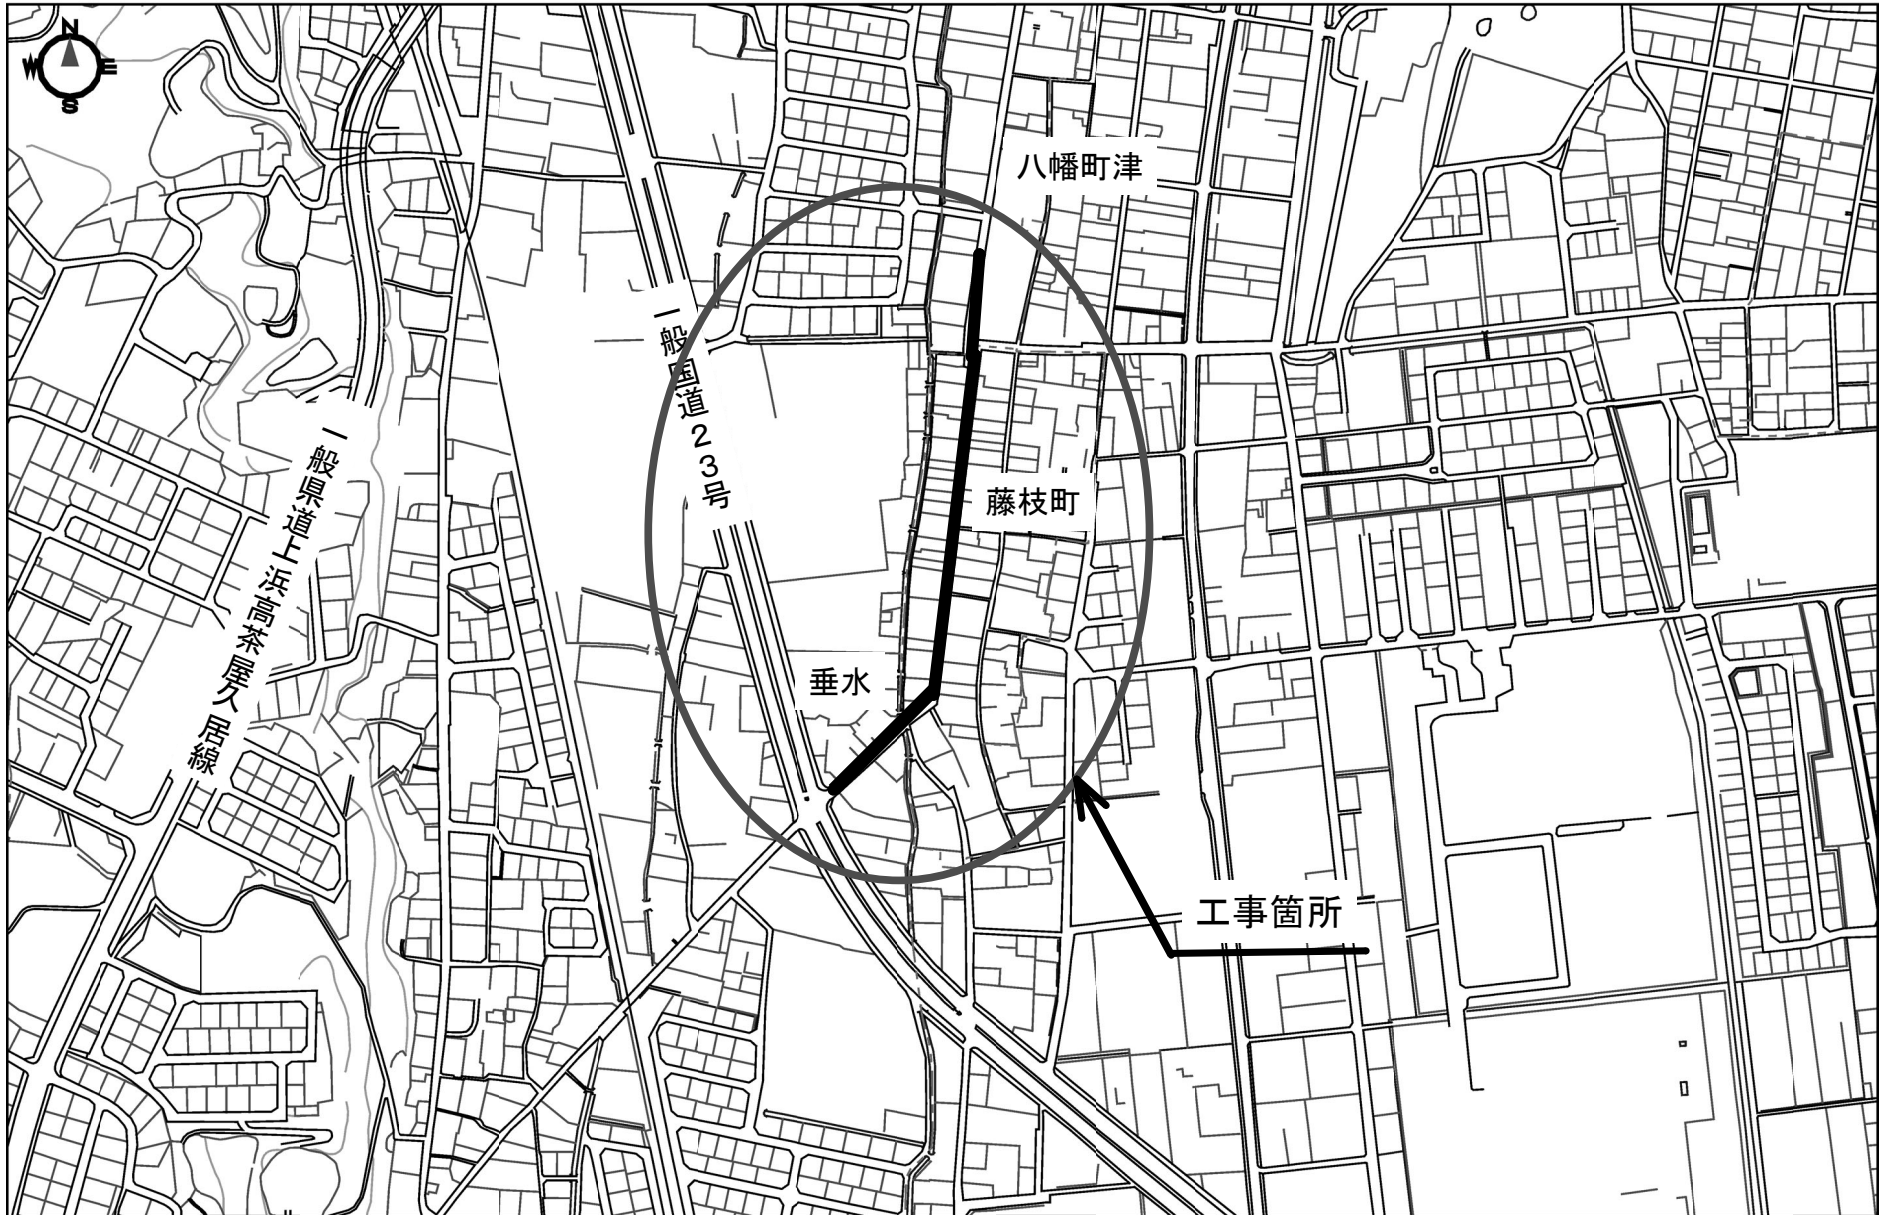 N
W
E
S
八幡町津
一般国道23号
藤枝町
一般県道上浜高茶屋久居線
垂水
工事箇所